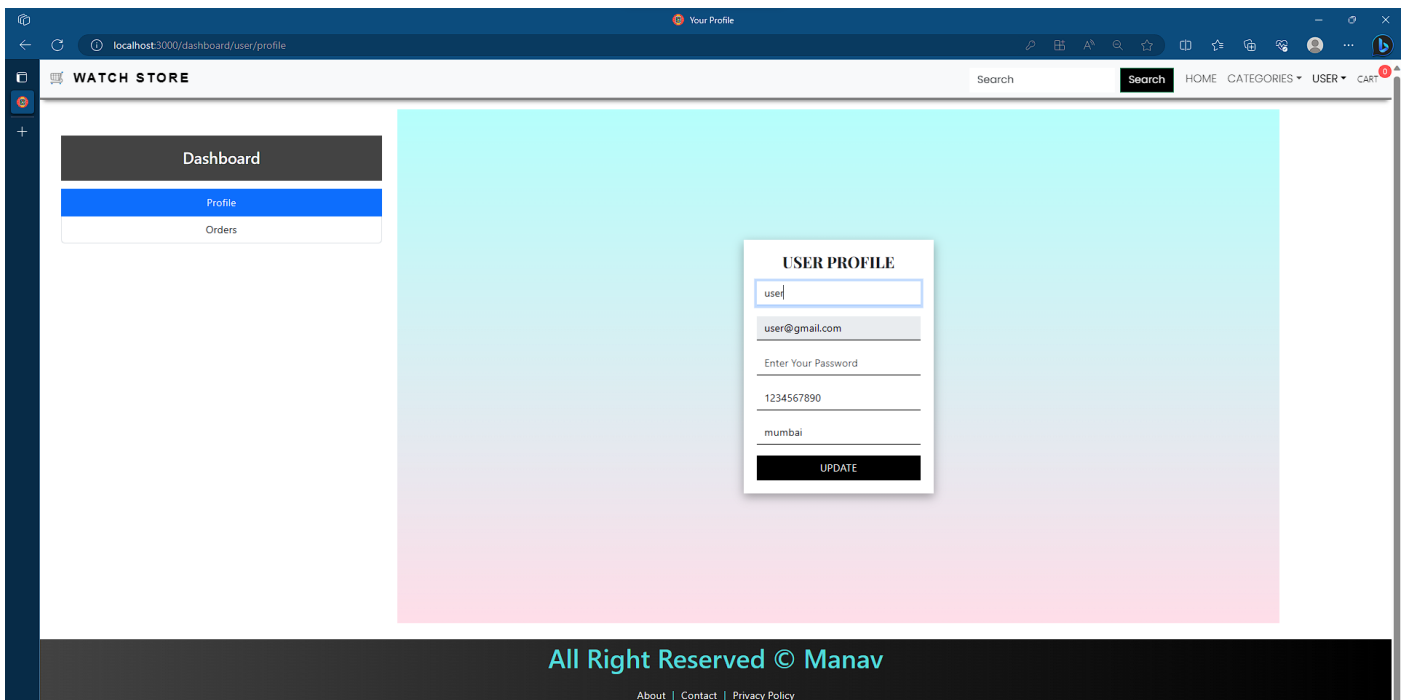 Your Profile
localhost:3000/dashboard/user/profile
WATCH STORE
Search
Search
HOME CATEGORIES USER CART 0
Dashboard
Profile
Orders
USER PROFILE
user
user@gmail.com
Enter Your Password
1234567890
mumbai
UPDATE
All Right Reserved © Manav
About | Contact | Privacy Policy